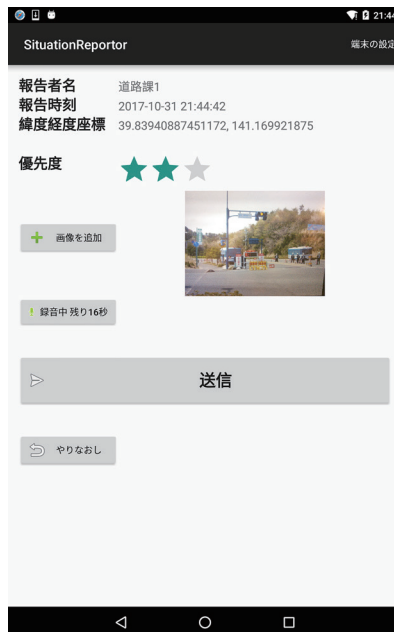 21:44
SituationReportor 端末の設定
報告者名 道路課1
報告時刻 2017-10-31 21:44:42
緯度経度座標 39.83940887451172, 141.169921875
優先度
画像を追加
録音中 残り16秒
送信
やりなおし